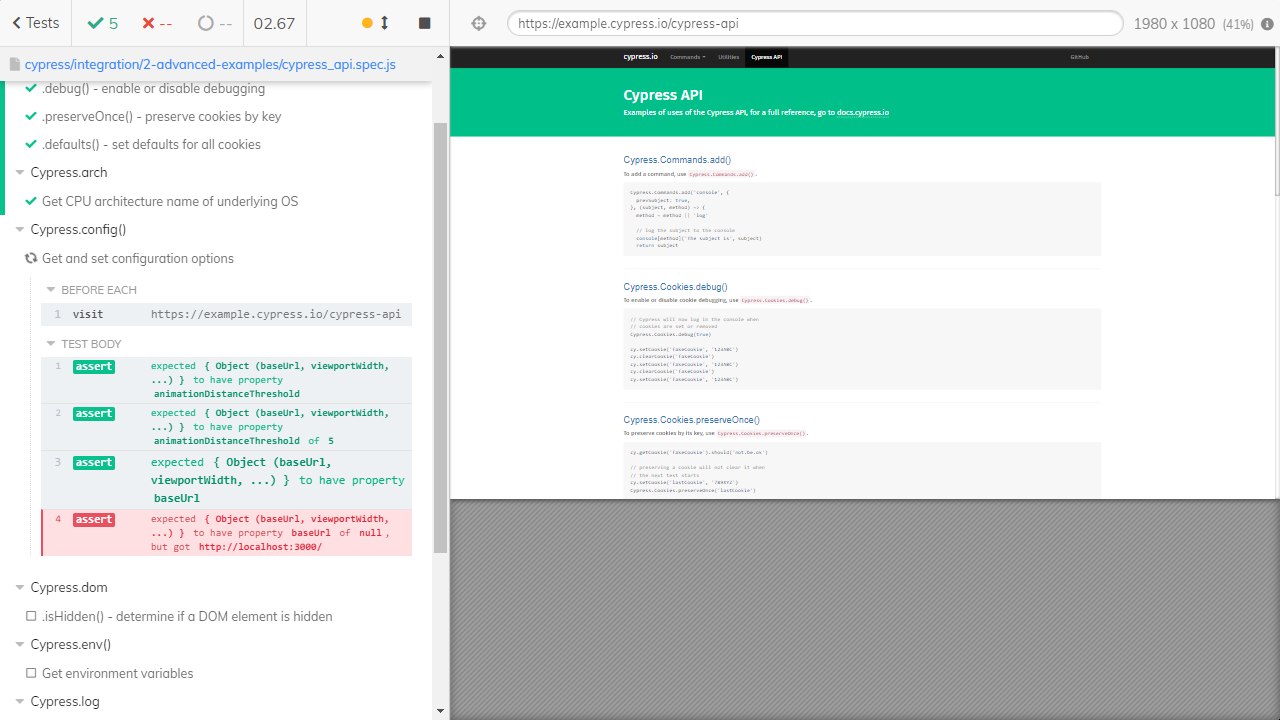 Tests 5 -- -- 02.67 https://example.cypress.io/cypress-api 1980 x 1080 (41%)
cypress/integration/2-advanced-examples/cypress_api.spec.js
.debug() - enable or disable debugging
.preserveOnce() - preserve cookies by key
.defaults() - set defaults for all cookies
Cypress.arch
Get CPU architecture name of underlying OS
Cypress.config()
Get and set configuration options
BEFORE EACH
1 visit https://example.cypress.io/cypress-api
TEST BODY
1 assert expected { Object (baseUrl, viewportWidth,
...) } to have property
animationDistanceThreshold
2 assert expected { Object (baseUrl, viewportWidth,
...) } to have property
animationDistanceThreshold of 5
3 assert expected { Object (baseUrl,
viewportWidth, ...) } to have property
baseUrl
4 assert expected { Object (baseUrl, viewportWidth,
...) } to have property baseUrl of null ,
but got http://localhost:3000/
Cypress.dom
.isHidden() - determine if a DOM element is hidden
Cypress.env()
Get environment variables
Cypress.log
cypress.io Commands Utilities Cypress API GitHub
Cypress API
Examples of uses of the Cypress API, for a full reference, go to docs.cypress.io
Cypress.Commands.add()
To add a command, use Cypress.Commands.add().
Cypress.Commands.add('console', {
prevSubject: true,
}, (subject, method) => {
method = method || 'log'
// log the subject to the console
console[method]('The subject is', subject)
return subject
Cypress.Cookies.debug()
To enable or disable cookie debugging, use Cypress.Cookies.debug().
// Cypress will now log in the console when
// cookies are set or removed
Cypress.Cookies.debug(true)
cy.setCookie('fakeCookie', '123ABC')
cy.clearCookie('fakeCookie')
cy.setCookie('fakeCookie', '123ABC')
cy.clearCookie('fakeCookie')
cy.setCookie('fakeCookie', '123ABC')
Cypress.Cookies.preserveOnce()
To preserve cookies by its key, use Cypress.Cookies.preserveOnce().
cy.getCookie('fakeCookie').should('not.be.ok')
// preserving a cookie will not clear it when
// the next test starts
cy.setCookie('lastCookie', '789XYZ')
Cypress.Cookies.preserveOnce('lastCookie')